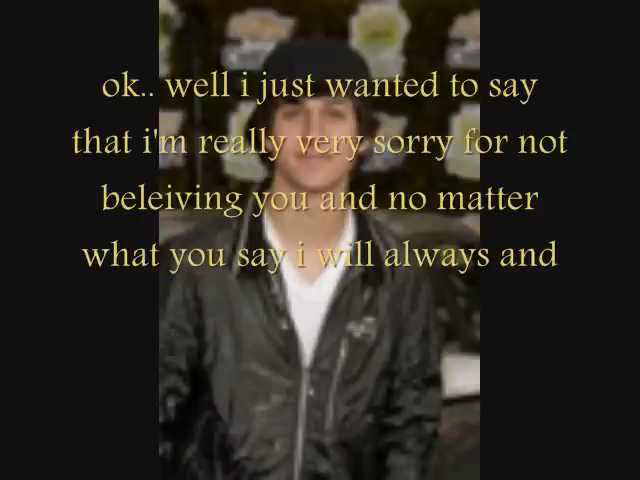 ok.. well i just wanted to say
that i'm really very sorry for not
beleiving you and no matter
what you say i will always and